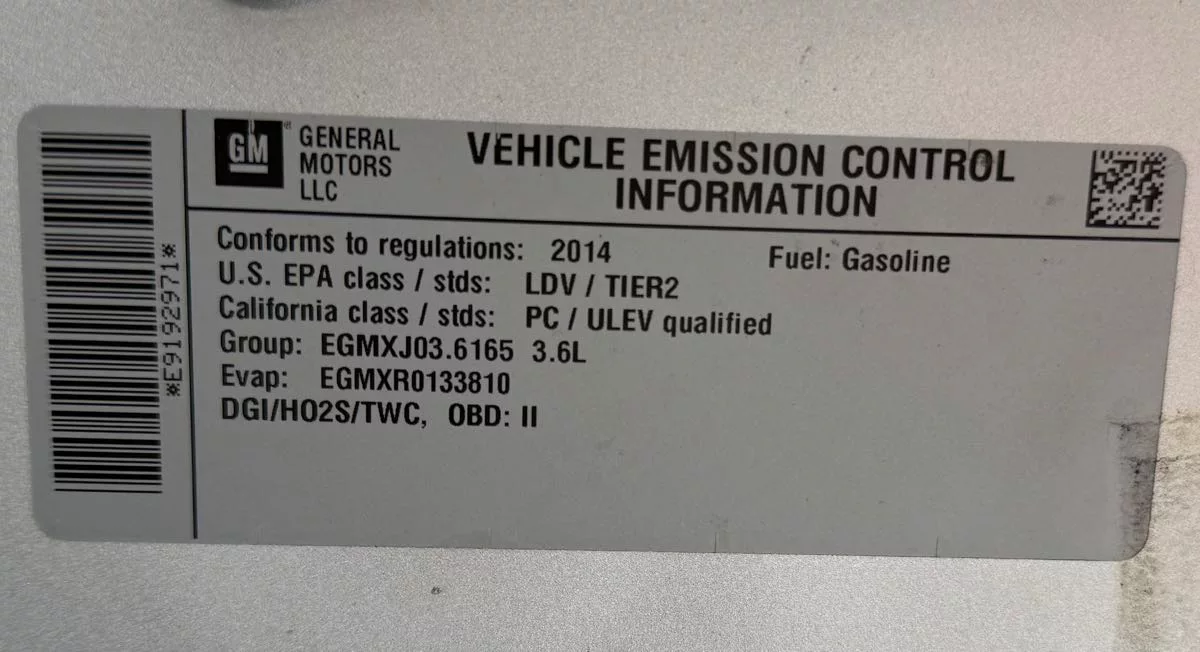 *E9192971*
GM
GENERAL
MOTORS
LLC
VEHICLE EMISSION CONTROL
INFORMATION
Conforms to regulations: 2014
Fuel: Gasoline
U.S. EPA class / stds: LDV / TIER2
California class / stds: PC / ULEV qualified
Group: EGMXJ03.6165 3.6L
Evap: EGMXR0133810
DGI/HO2S/TWC, OBD: II